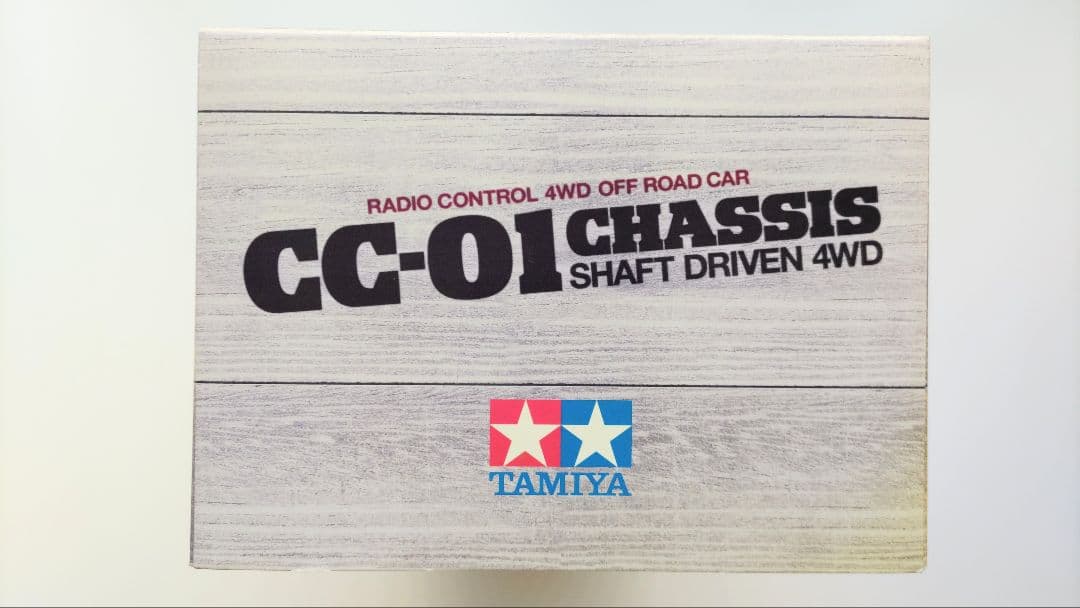 RADIO CONTROL 4WD OFF ROAD CAR
CC-01 CHASSIS
SHAFT DRIVEN 4WD
TAMIYA